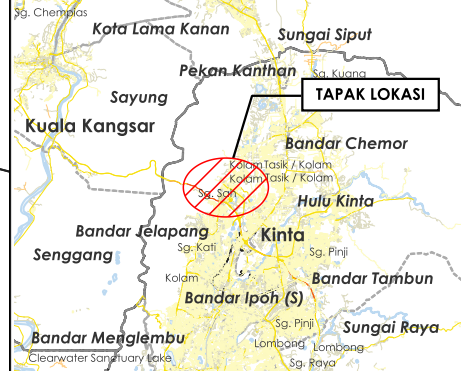 Sg. Chempias
Kota Lama Kanan
Sungai Siput
Pekan Kanthan
Sg. Kuang
Sayung
TAPAK LOKASI
Kuala Kangsar
Bandar Chemor
Kolam Tasik / Kolam
Kolam Tasik / Kolam
Sg. Sah
Hulu Kinta
Bandar Jelapang
Kinta
Sg. Kati
Sg. Pinji
Senggang
Kolam
Bandar Tambun
Bandar Ipoh (S)
Sg. Pinji
Sungai Raya
Bandar Menglembu
Lombong
Lombong
Clearwater Sanctuary Lake
Sg. Raya